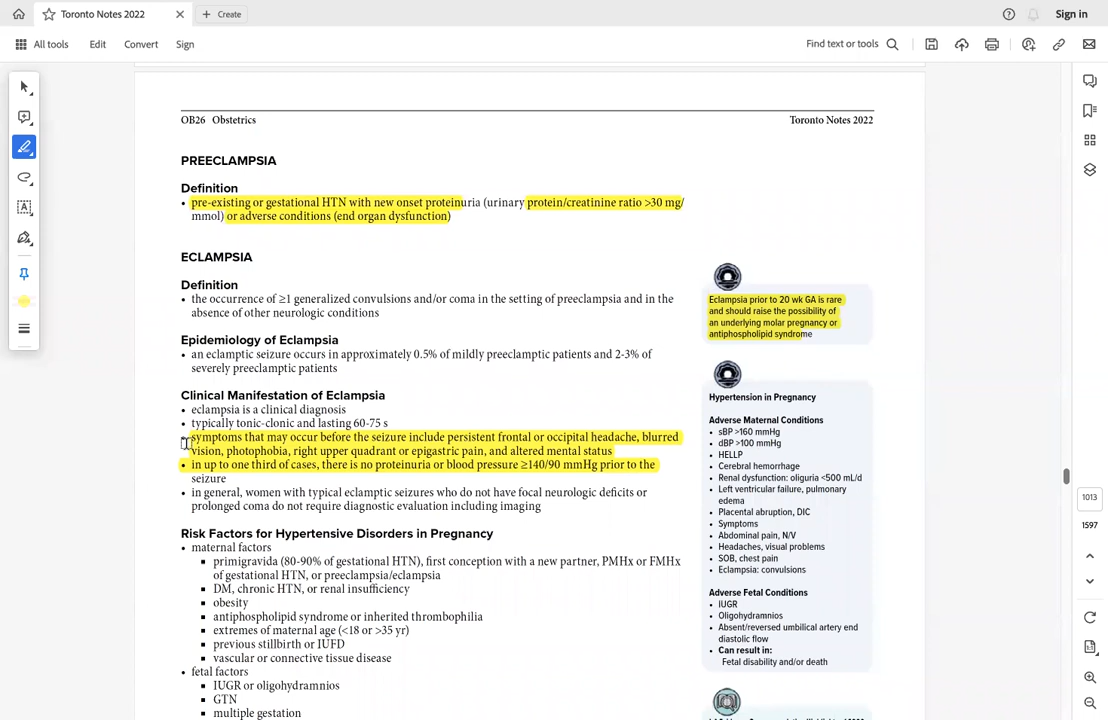 Toronto Notes 2022
Create
Sign in
All tools
Edit
Convert
Sign
Find text or tools
OB26 Obstetrics
Toronto Notes 2022
PREECLAMPSIA
Definition
• pre-existing or gestational HTN with new onset proteinuria (urinary protein/creatinine ratio >30 mg/
mmol) or adverse conditions (end organ dysfunction)
ECLAMPSIA
Definition
• the occurrence of ≥1 generalized convulsions and/or coma in the setting of preeclampsia and in the
absence of other neurologic conditions
Epidemiology of Eclampsia
• an eclamptic seizure occurs in approximately 0.5% of mildly preeclamptic patients and 2-3% of
severely preeclamptic patients
Clinical Manifestation of Eclampsia
• eclampsia is a clinical diagnosis
• typically tonic-clonic and lasting 60-75 s
• symptoms that may occur before the seizure include persistent frontal or occipital headache, blurred
vision, photophobia, right upper quadrant or epigastric pain, and altered mental status
• in up to one third of cases, there is no proteinuria or blood pressure ≥140/90 mmHg prior to the
seizure
• in general, women with typical eclamptic seizures who do not have focal neurologic deficits or
prolonged coma do not require diagnostic evaluation including imaging
Risk Factors for Hypertensive Disorders in Pregnancy
• maternal factors
▪ primigravida (80-90% of gestational HTN), first conception with a new partner, PMHx or FMHx
of gestational HTN, or preeclampsia/eclampsia
▪ DM, chronic HTN, or renal insufficiency
▪ obesity
▪ antiphospholipid syndrome or inherited thrombophilia
▪ extremes of maternal age (<18 or >35 yr)
▪ previous stillbirth or IUFD
▪ vascular or connective tissue disease
• fetal factors
▪ IUGR or oligohydramnios
▪ GTN
▪ multiple gestation
Eclampsia prior to 20 wk GA is rare
and should raise the possibility of
an underlying molar pregnancy or
antiphospholipid syndrome
Hypertension in Pregnancy
Adverse Maternal Conditions
• sBP >160 mmHg
• dBP >100 mmHg
• HELLP
• Cerebral hemorrhage
• Renal dysfunction: oliguria <500 mL/d
• Left ventricular failure, pulmonary
edema
• Placental abruption, DIC
• Symptoms
• Abdominal pain, N/V
• Headaches, visual problems
• SOB, chest pain
• Eclampsia: convulsions
Adverse Fetal Conditions
• IUGR
• Oligohydramnios
• Absent/reversed umbilical artery end
diastolic flow
• Can result in:
Fetal disability and/or death
1013
1597